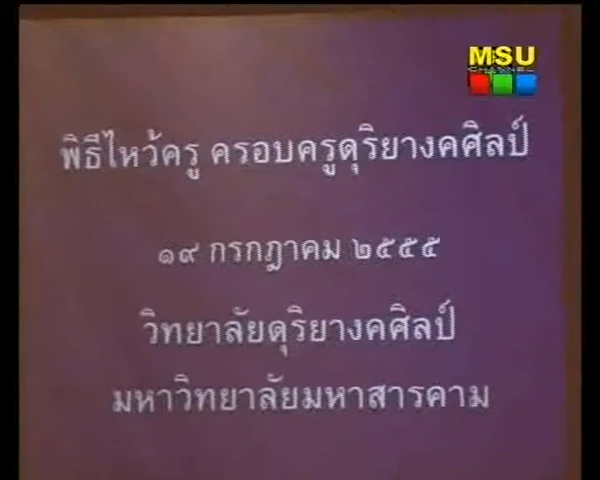 MSU
CHANNEL
พิธีไหว้ครู ครอบครูดุริยางคศิลป์
๑๙ กรกฎาคม ๒๕๕๕
วิทยาลัยดุริยางคศิลป์
มหาวิทยาลัยมหาสารคาม